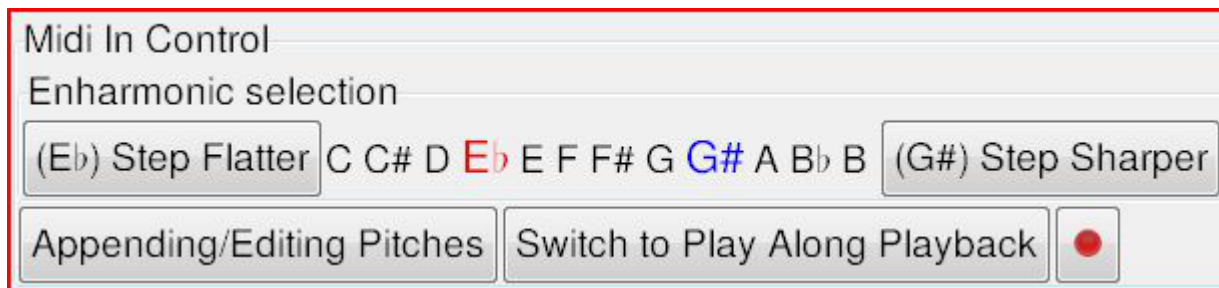 Midi In Control
Enharmonic selection
(E♭) Step Flatter C C# D E♭ E F F# G G# A B♭ B (G#) Step Sharper
Appending/Editing Pitches Switch to Play Along Playback